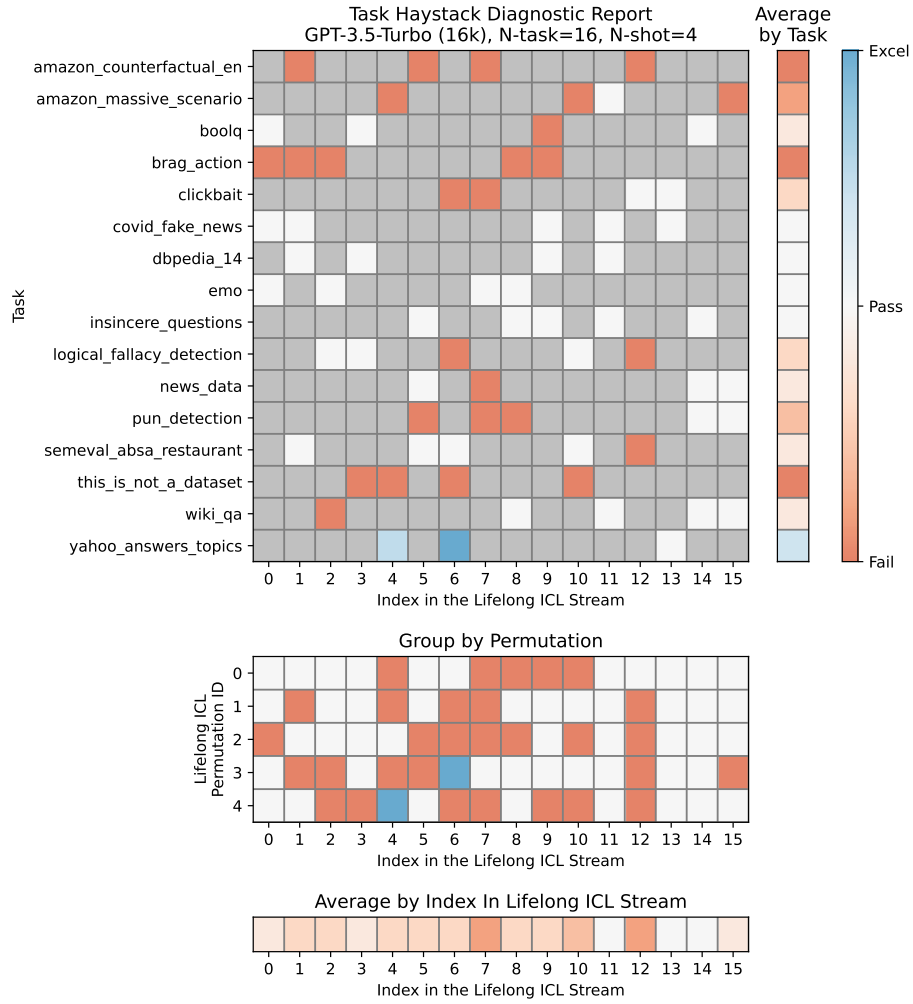 Task Haystack Diagnostic Report
GPT-3.5-Turbo (16k), N-task=16, N-shot=4
Average
by Task
Task
amazon_counterfactual_en
amazon_massive_scenario
boolq
brag_action
clickbait
covid_fake_news
dbpedia_14
emo
insincere_questions
logical_fallacy_detection
news_data
pun_detection
semeval_absa_restaurant
this_is_not_a_dataset
wiki_qa
yahoo_answers_topics
Excel
Pass
Fail
0 1 2 3 4 5 6 7 8 9 10 11 12 13 14 15
Index in the Lifelong ICL Stream
Group by Permutation
Lifelong ICL
Permutation ID
0
1
2
3
4
0 1 2 3 4 5 6 7 8 9 10 11 12 13 14 15
Index in the Lifelong ICL Stream
Average by Index In Lifelong ICL Stream
0 1 2 3 4 5 6 7 8 9 10 11 12 13 14 15
Index in the Lifelong ICL Stream